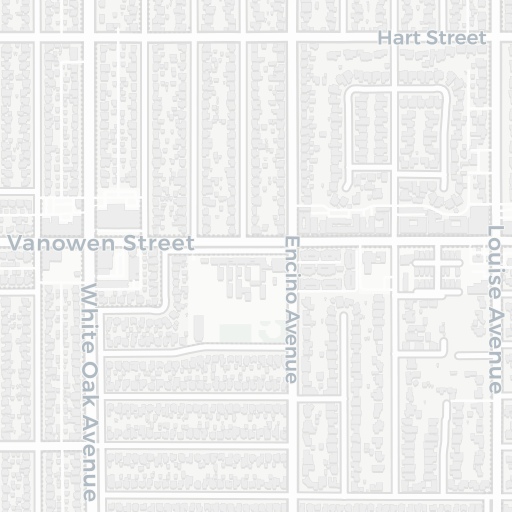 Hart Street
Vanowen Street
Encino Avenue
Louise Avenue
White Oak Avenue